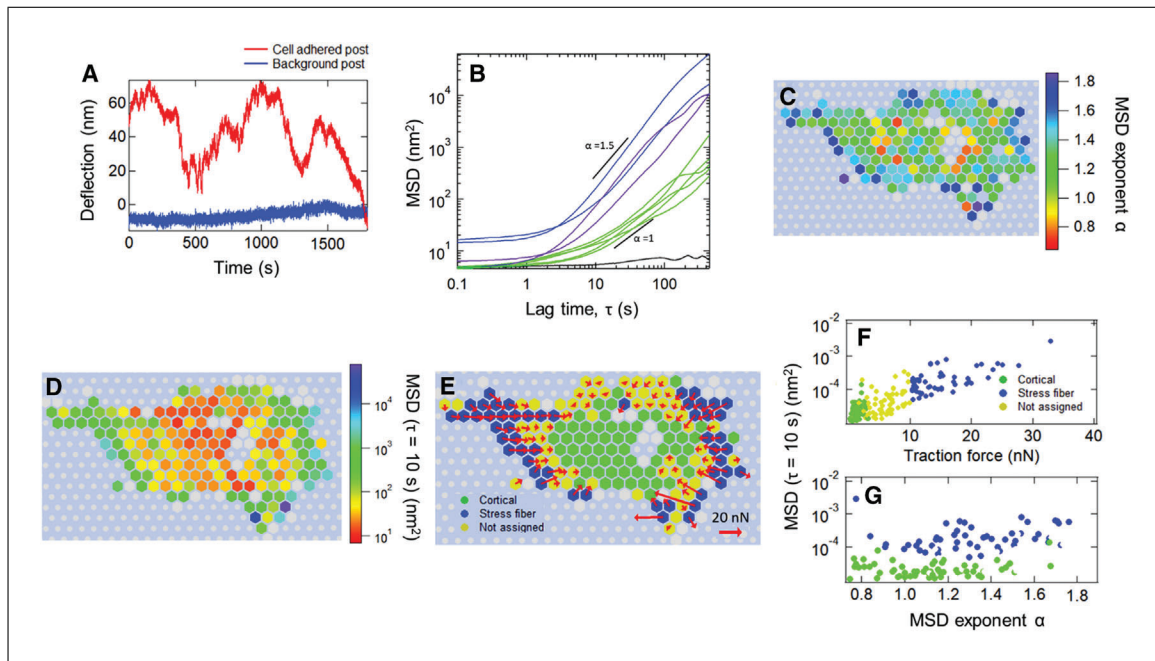 A
Cell adhered post
Background post
Deflection (nm)
60
40
20
0
0
500
1000
1500
Time (s)
B
MSD (nm²)
10⁴
10³
10²
10¹
α =1.5
α =1
0.1
1
10
100
Lag time, τ (s)
C
1.8
1.6
1.4
1.2
1.0
0.8
MSD exponent α
D
10⁴
10³
10²
10¹
MSD (τ = 10 s) (nm²)
E
Cortical
Stress fiber
Not assigned
20 nN
F
10⁻²
10⁻³
10⁻⁴
Cortical
Stress fiber
Not assigned
0
10
20
30
40
Traction force (nN)
MSD (τ = 10 s) (nm²)
G
10⁻²
10⁻³
10⁻⁴
0.8
1.0
1.2
1.4
1.6
1.8
MSD exponent α